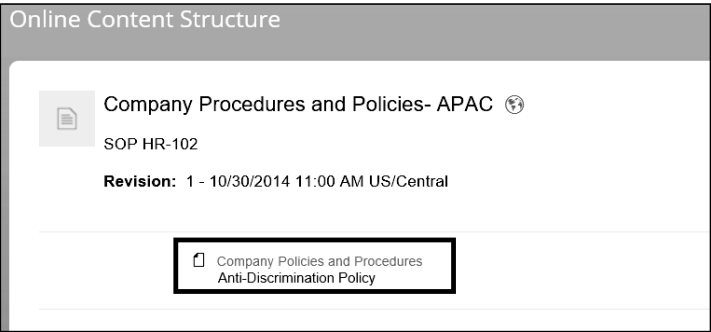 Online Content Structure
Company Procedures and Policies- APAC
SOP HR-102
Revision: 1 - 10/30/2014 11:00 AM US/Central
Company Policies and Procedures
Anti-Discrimination Policy